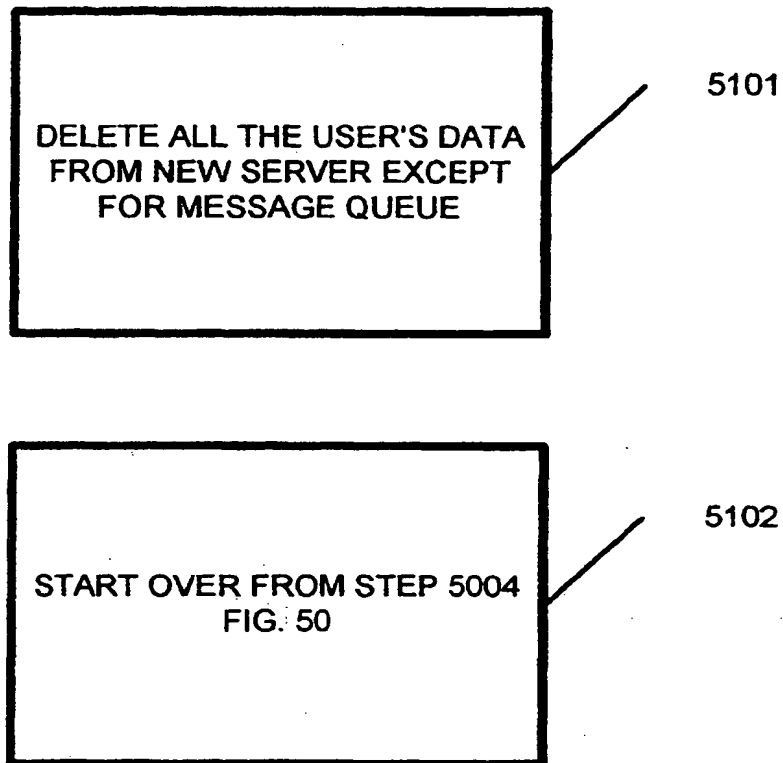 DELETE ALL THE USER'S DATA
FROM NEW SERVER EXCEPT
FOR MESSAGE QUEUE
5101
START OVER FROM STEP 5004
FIG. 50
5102